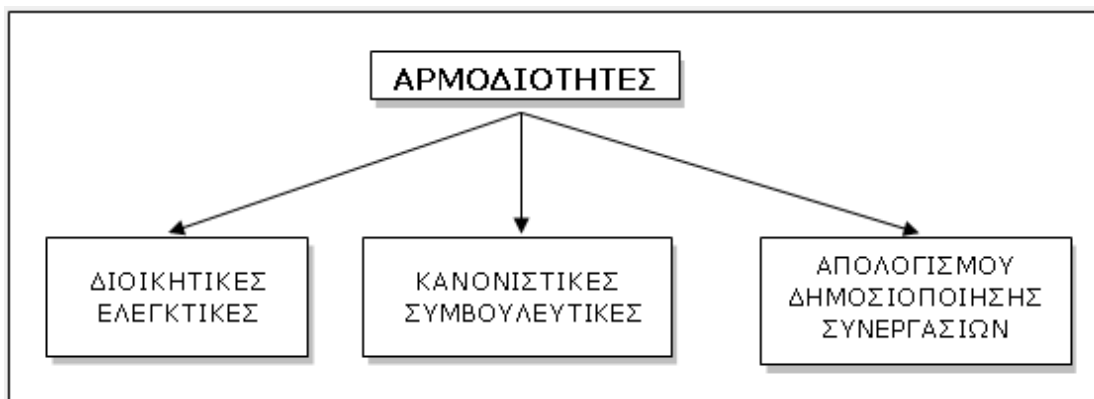 ΑΡΜΟΔΙΟΤΗΤΕΣ
ΔΙΟΙΚΗΤΙΚΕΣ
ΕΛΕΓΚΤΙΚΕΣ
ΚΑΝΟΝΙΣΤΙΚΕΣ
ΣΥΜΒΟΥΛΕΥΤΙΚΕΣ
ΑΠΟΛΟΓΙΣΜΟΥ
ΔΗΜΟΣΙΟΠΟΙΗΣΗΣ
ΣΥΝΕΡΓΑΣΙΩΝ